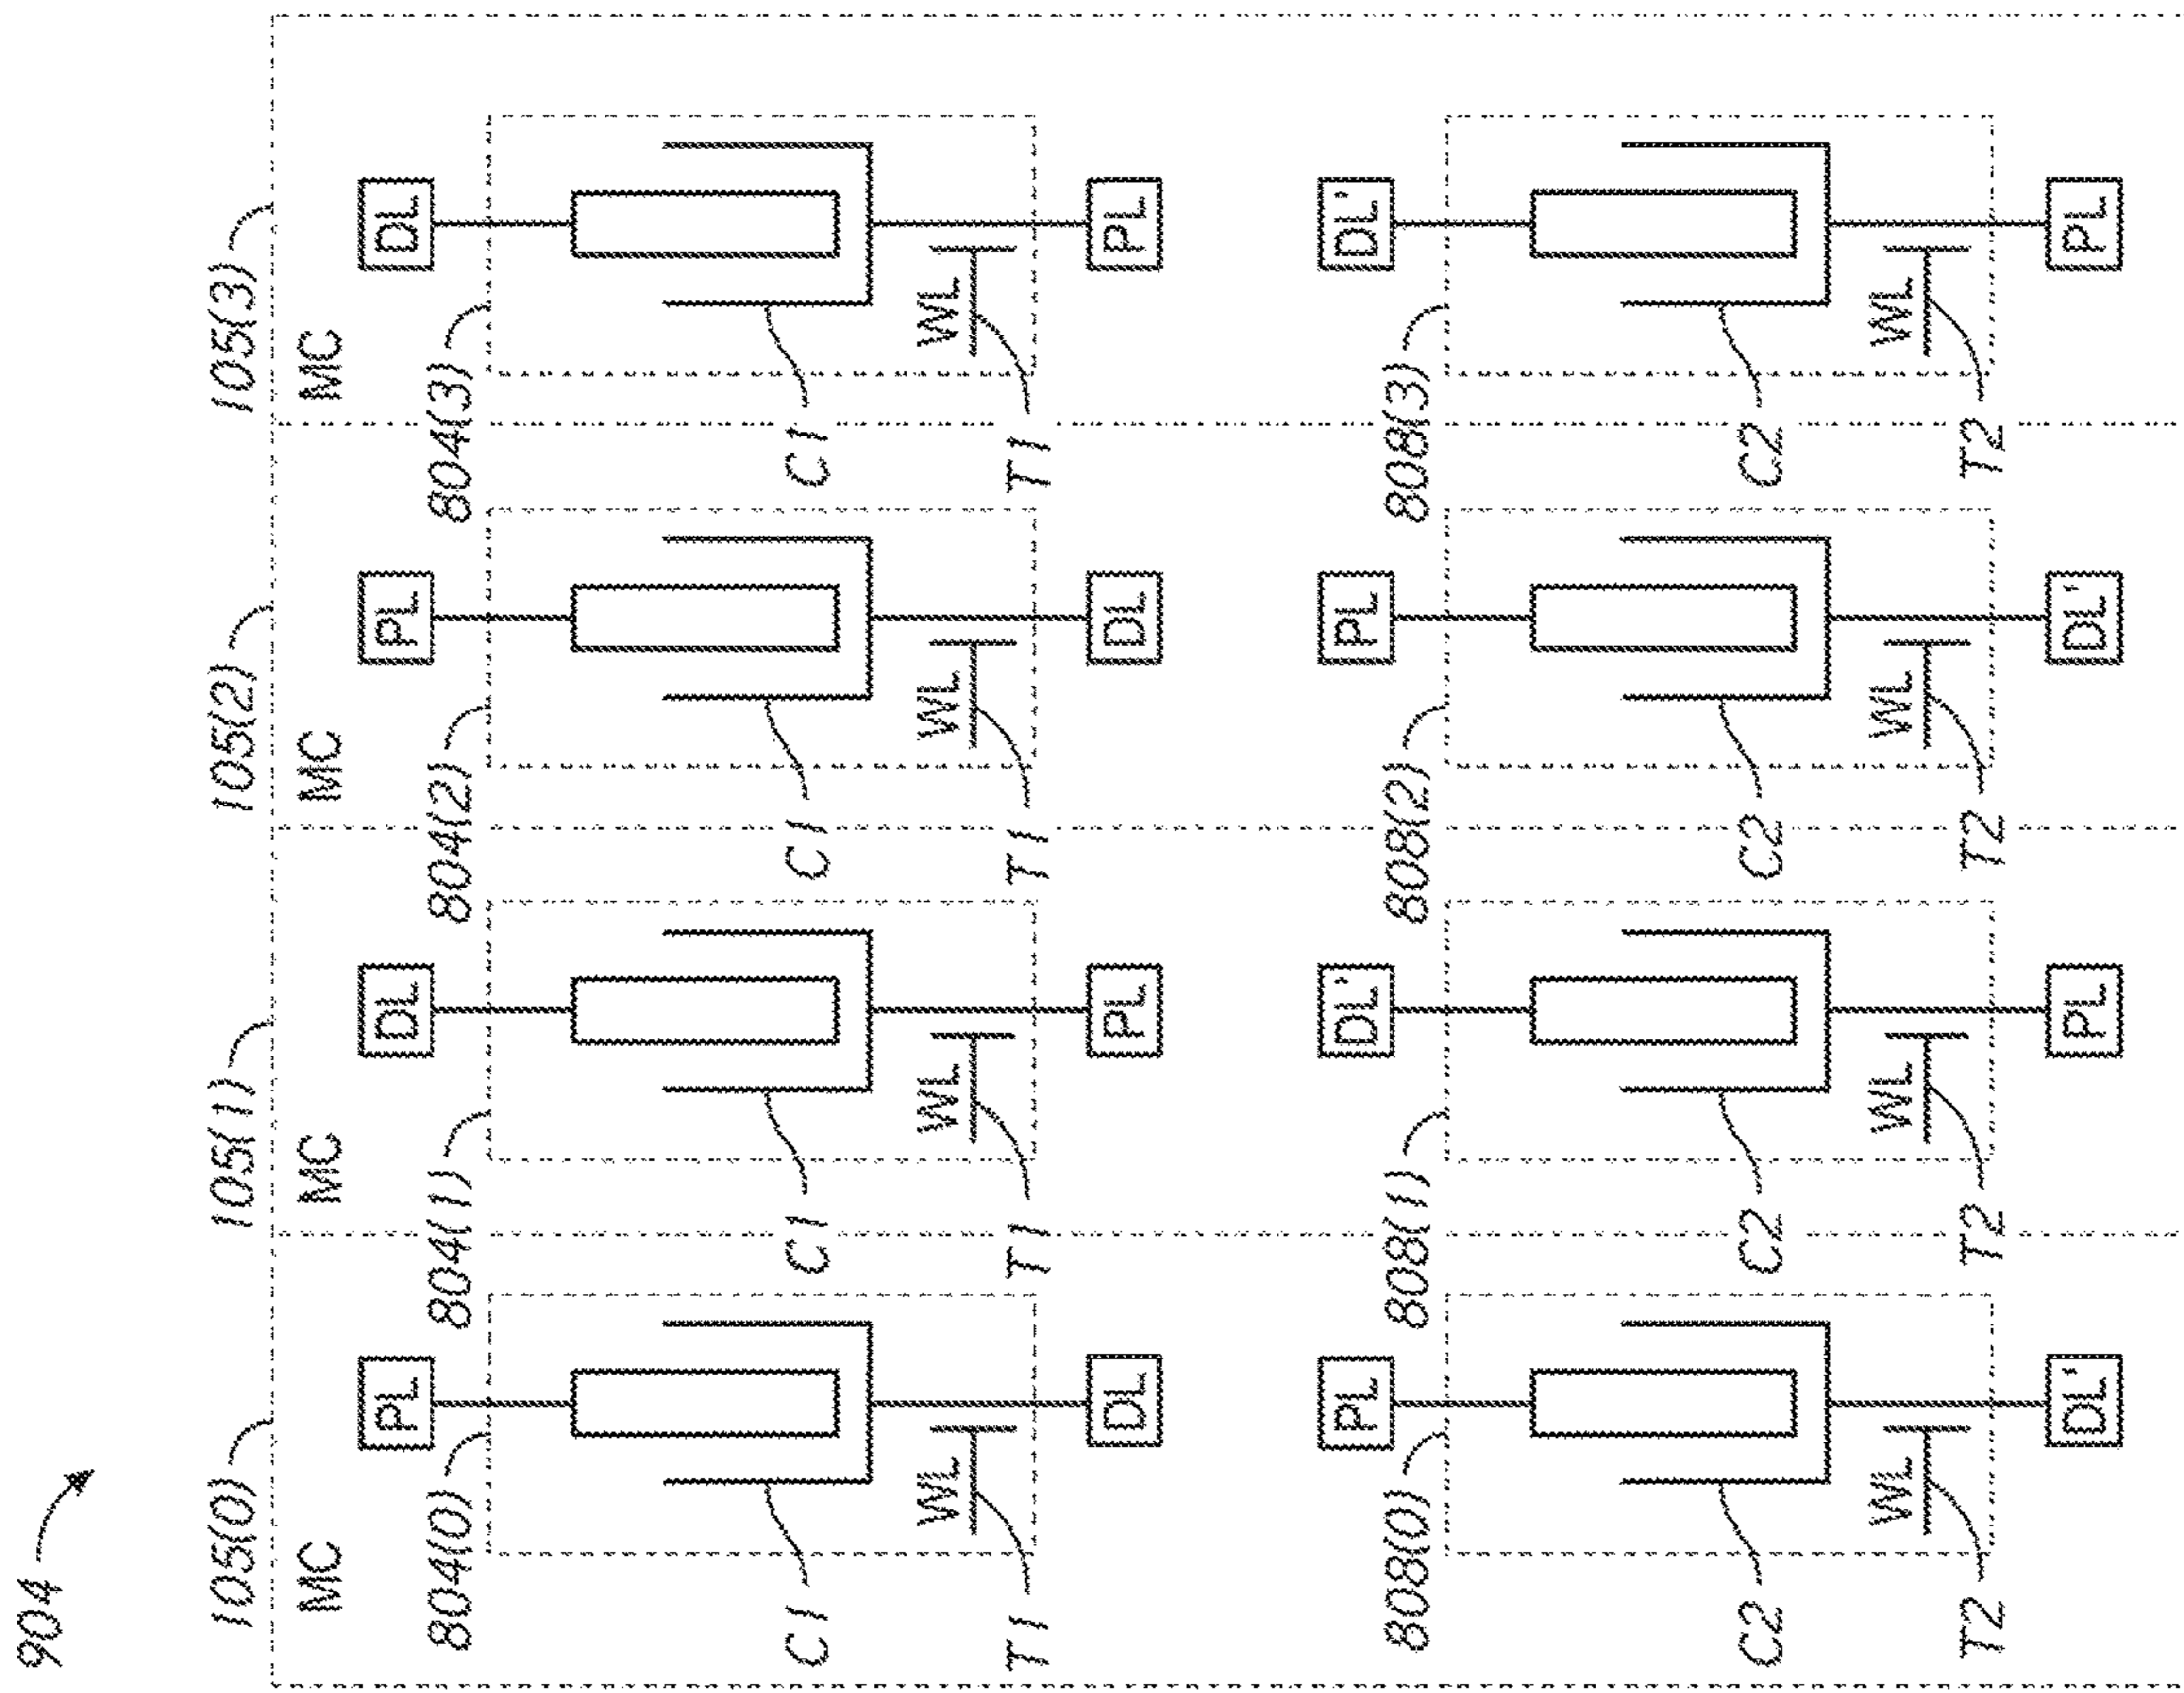 904
105(0)
105(1)
105(2)
105(3)
MC
MC
MC
MC
PL
DL
PL
DL
804(0)
804(1)
804(2)
804(3)
C1
C1
C1
C1
WL
WL
WL
WL
T1
T1
T1
T1
DL
PL
DL
PL
PL
DL'
PL
DL'
808(0)
808(1)
808(2)
808(3)
C2
C2
C2
C2
WL
WL
WL
WL
T2
T2
T2
T2
DL'
PL
DL'
PL